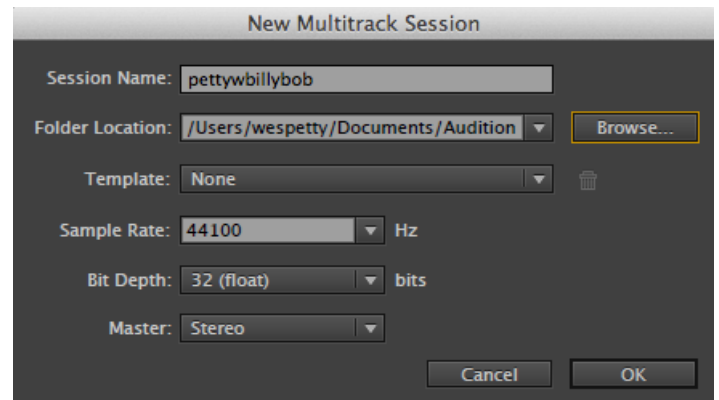 New Multitrack Session
Session Name: pettywbillybob
Folder Location: /Users/wespetty/Documents/Audition Browse...
Template: None
Sample Rate: 44100 Hz
Bit Depth: 32 (float) bits
Master: Stereo
Cancel OK